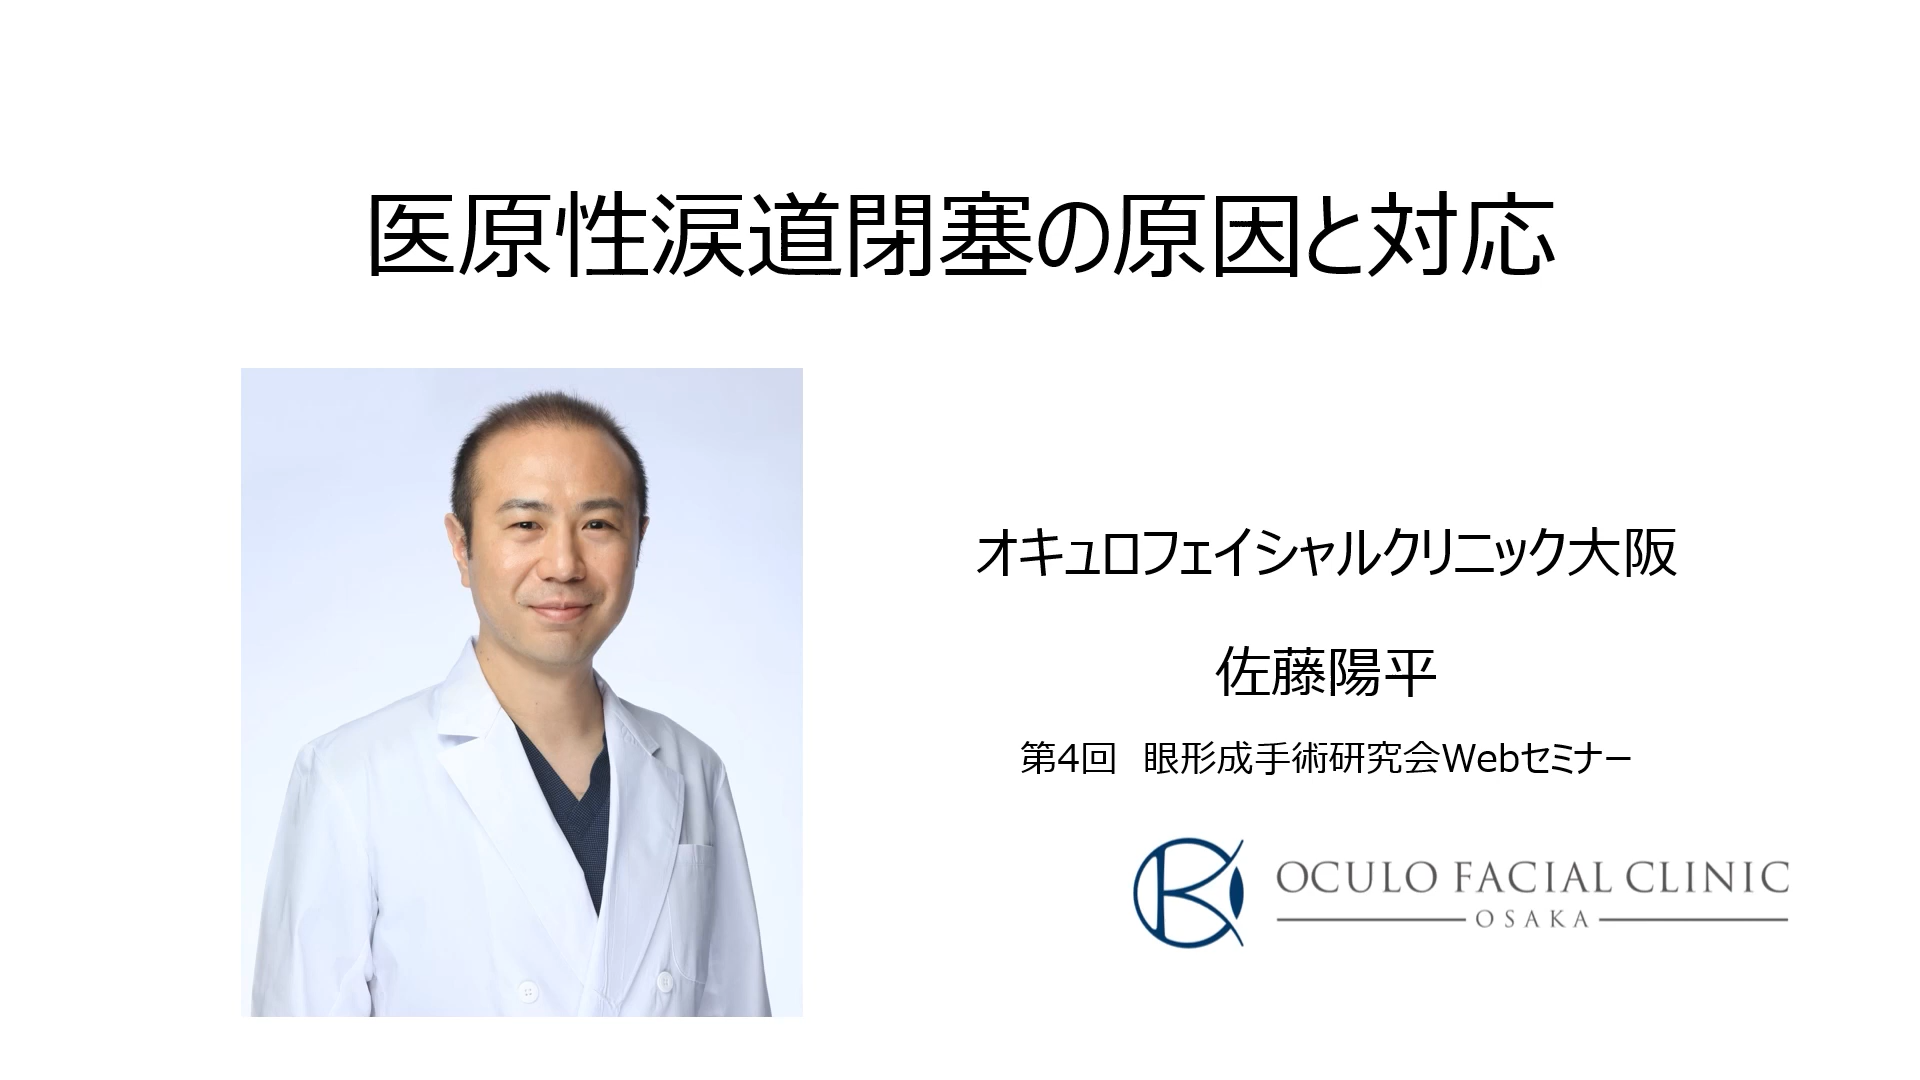 医原性涙道閉塞の原因と対応
オキュロフェイシャルクリニック大阪
佐藤陽平
第4回　眼形成手術研究会Webセミナー
OCULO FACIAL CLINIC
OSAKA